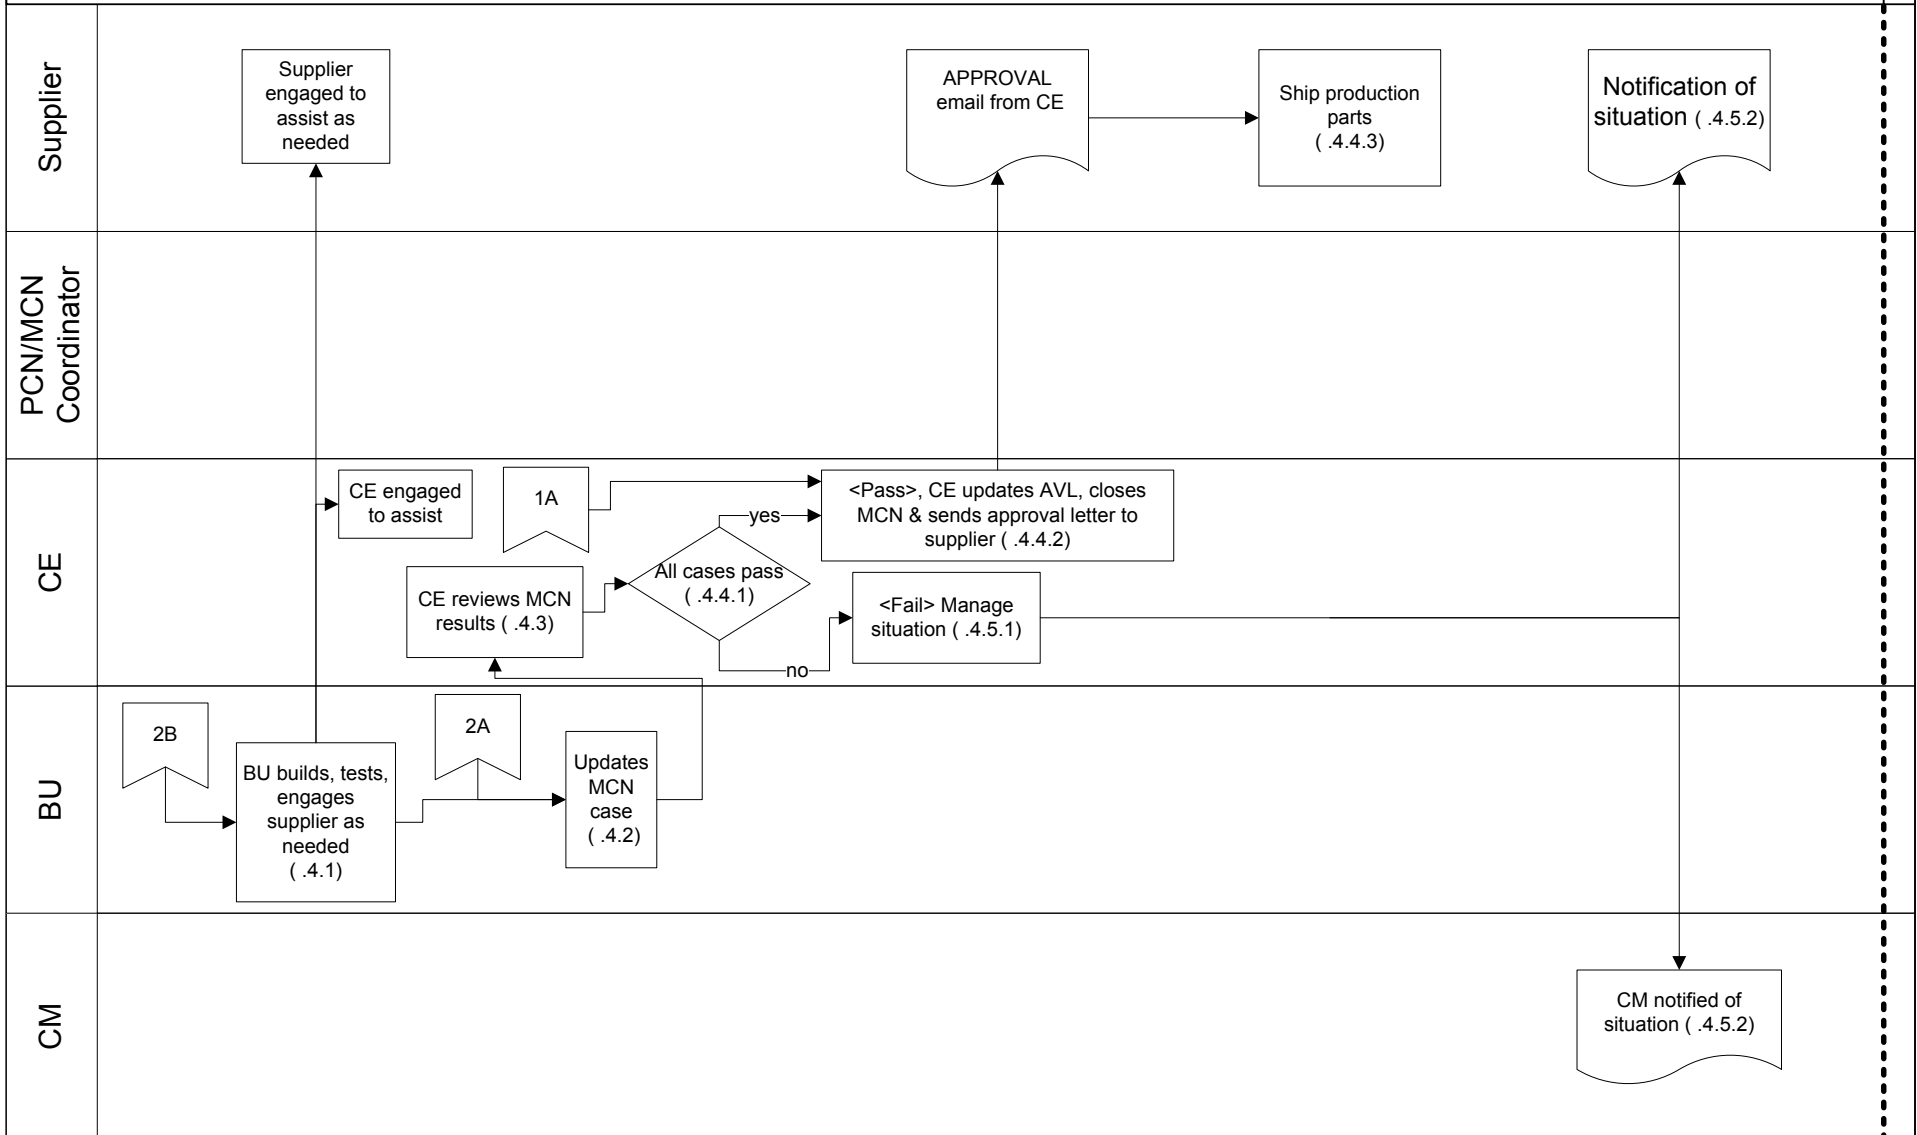 Supplier
Supplier
engaged to
assist as
needed
APPROVAL
email from CE
Ship production
parts
( .4.4.3)
Notification of
situation ( .4.5.2)
PCN/MCN
Coordinator
CE
CE engaged
to assist
1A
<Pass>, CE updates AVL, closes
MCN & sends approval letter to
supplier ( .4.4.2)
yes
All cases pass
( .4.4.1)
CE reviews MCN
results ( .4.3)
<Fail> Manage
situation ( .4.5.1)
no
BU
2B
BU builds, tests,
engages
supplier as
needed
( .4.1)
2A
Updates
MCN
case
( .4.2)
CM
CM notified of
situation ( .4.5.2)